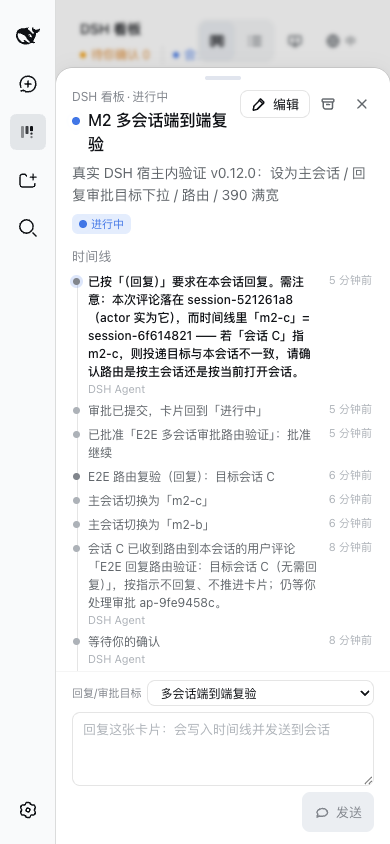 DSH 看板
待你确认 0
DSH 看板 · 进行中
编辑
M2 多会话端到端复
验
真实 DSH 宿主内验证 v0.12.0：设为主会话 / 回
复审批目标下拉 / 路由 / 390 满宽
进行中
时间线
已按「(回复)」要求在本会话回复。需注
5 分钟前
意：本次评论落在 session-521261a8
（actor 实为它），而时间线里「m2-c」=
session-6f614821 —— 若「会话 C」指
m2-c，则投递目标与本会话不一致，请确
认路由是按主会话还是按当前打开会话。
DSH Agent
审批已提交，卡片回到「进行中」
5 分钟前
已批准「E2E 多会话审批路由验证」：批准
5 分钟前
继续
E2E 路由复验（回复）：目标会话 C
6 分钟前
主会话切换为「m2-c」
6 分钟前
主会话切换为「m2-b」
6 分钟前
会话 C 已收到路由到本会话的用户评论
8 分钟前
「E2E 回复路由验证：目标会话 C（无需回
复）」，按指示不回复、不推进卡片；仍等你
处理审批 ap-9fe9458c。
DSH Agent
等待你的确认
8 分钟前
DSH Agent
回复/审批目标
多会话端到端复验
回复这张卡片：会写入时间线并发送到会话
发送